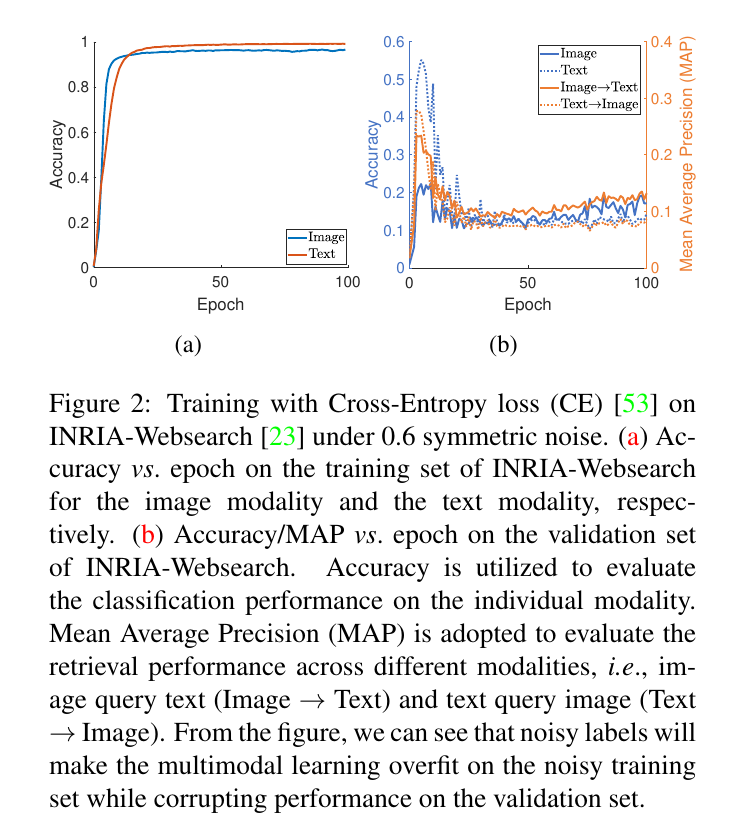 1
0.8
0.6
0.4
0.2
0
Accuracy
0
50
100
Epoch
Image
Text
(a)
0.6
0.5
0.4
0.3
0.2
0.1
0
Accuracy
0
50
100
Epoch
0.4
0.3
0.2
0.1
0
Mean Average Precision (MAP)
Image
Text
Image→Text
Text→Image
(b)
Figure 2: Training with Cross-Entropy loss (CE) [53] on
INRIA-Websearch [23] under 0.6 symmetric noise. (a) Ac-
curacy vs. epoch on the training set of INRIA-Websearch
for the image modality and the text modality, respec-
tively. (b) Accuracy/MAP vs. epoch on the validation set
of INRIA-Websearch. Accuracy is utilized to evaluate
the classification performance on the individual modality.
Mean Average Precision (MAP) is adopted to evaluate the
retrieval performance across different modalities, i.e., im-
age query text (Image → Text) and text query image (Text
→ Image). From the figure, we can see that noisy labels will
make the multimodal learning overfit on the noisy training
set while corrupting performance on the validation set.